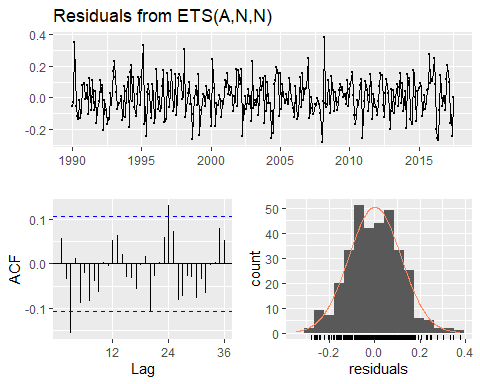 Residuals from ETS(A,N,N)
0.4
0.2
0.0
-0.2
1990 1995 2000 2005 2010 2015
0.1
0.0
-0.1
ACF
12 24 36
Lag
50
40
30
20
10
0
count
-0.2 0.0 0.2 0.4
residuals